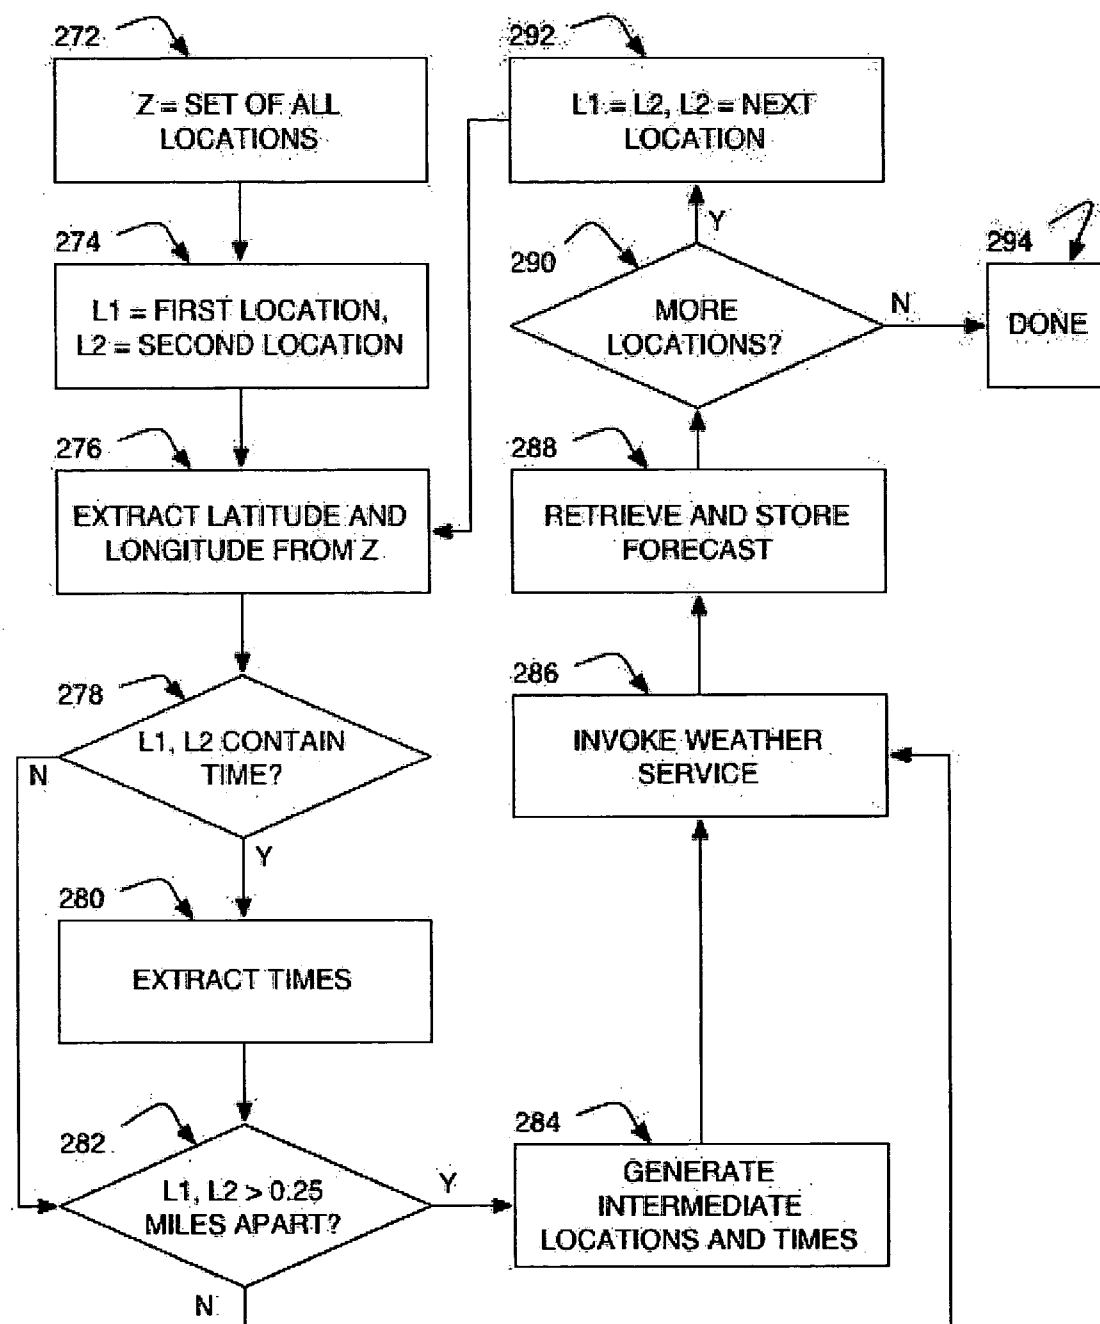 272
Z = SET OF ALL
LOCATIONS
274
L1 = FIRST LOCATION,
L2 = SECOND LOCATION
276
EXTRACT LATITUDE AND
LONGITUDE FROM Z
278
L1, L2 CONTAIN
TIME?
N
Y
280
EXTRACT TIMES
282
L1, L2 > 0.25
MILES APART?
Y
N
284
GENERATE
INTERMEDIATE
LOCATIONS AND TIMES
286
INVOKE WEATHER
SERVICE
288
RETRIEVE AND STORE
FORECAST
290
MORE
LOCATIONS?
Y
N
292
L1 = L2, L2 = NEXT
LOCATION
294
DONE